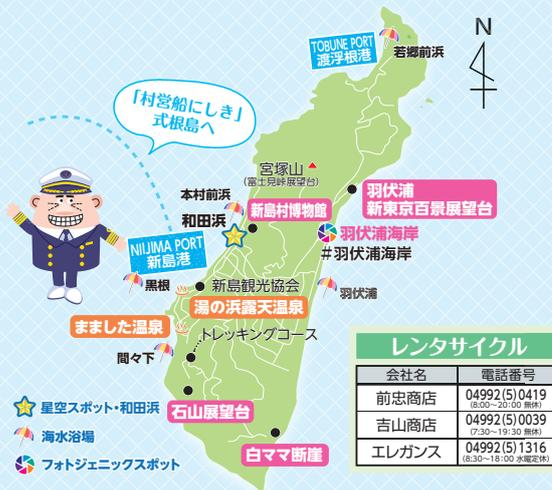 N
TOBUNE PORT
渡浮根港
若郷前浜
「村営船にしき」
式根島へ
宮塚山
(富士見峠展望台)
羽伏浦
新東京百景展望台
本村前浜
新島村博物館
和田浜
羽伏浦海岸
#羽伏浦海岸
NIIJIMA PORT
新島港
黒根
新島観光協会
羽伏浦
湯の浜露天温泉
まました温泉
トレッキングコース
間々下
石山展望台
白ママ断崖
星空スポット・和田浜
海水浴場
フォトジェニックスポット
レンタサイクル
会社名 電話番号
前忠商店 04992(5)0419
(8:00〜20:00 無休)
吉山商店 04992(5)0039
(7:30〜19:30 無休)
エレガンス 04992(5)1316
(8:30〜18:00 水曜定休)